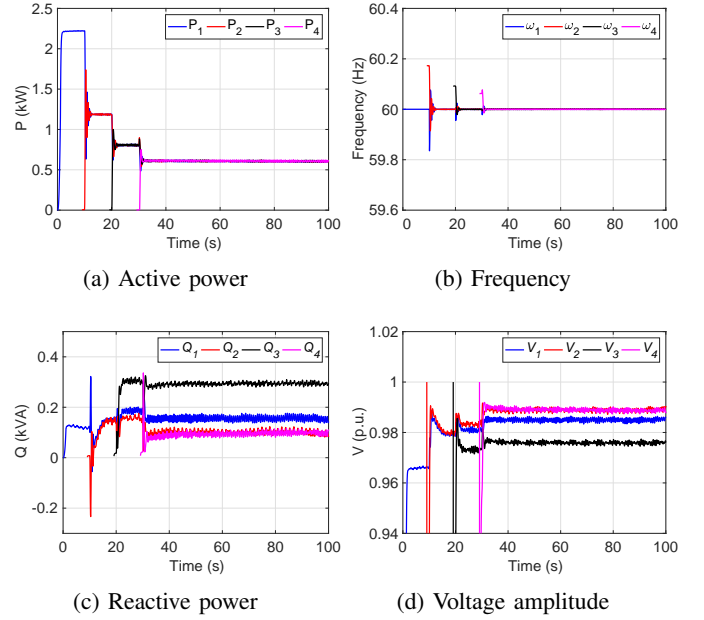 P₁ P₂ P₃ P₄
2.5
2
1.5
1
0.5
0
P (kW)
0 20 40 60 80 100
Time (s)
(a) Active power
ω₁ ω₂ ω₃ ω₄
60.4
60.2
60
59.8
59.6
Frequency (Hz)
0 20 40 60 80 100
Time (s)
(b) Frequency
Q₁ Q₂ Q₃ Q₄
0.4
0.2
0
-0.2
Q (kVA)
0 20 40 60 80 100
Time (s)
(c) Reactive power
V₁ V₂ V₃ V₄
1.02
1
0.98
0.96
0.94
V (p.u.)
0 20 40 60 80 100
Time (s)
(d) Voltage amplitude